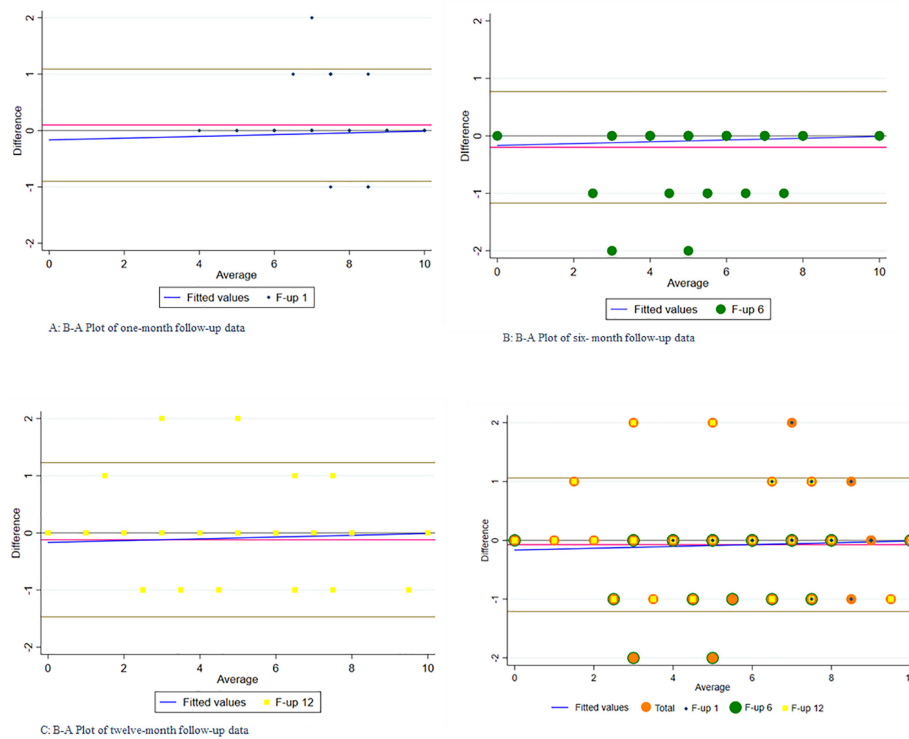 2
1
0
-1
-2
Difference
0 2 4 6 8 10
Average
Fitted values F-up 1
A: B-A Plot of one-month follow-up data
2
1
0
-1
-2
Difference
0 2 4 6 8 10
Average
Fitted values F-up 6
B: B-A Plot of six- month follow-up data
2
1
0
-1
-2
Difference
0 2 4 6 8 10
Average
Fitted values F-up 12
C: B-A Plot of twelve-month follow-up data
2
1
0
-1
-2
Difference
0 2 4 6 8
Average
Fitted values Total F-up 1 F-up 6 F-up 12